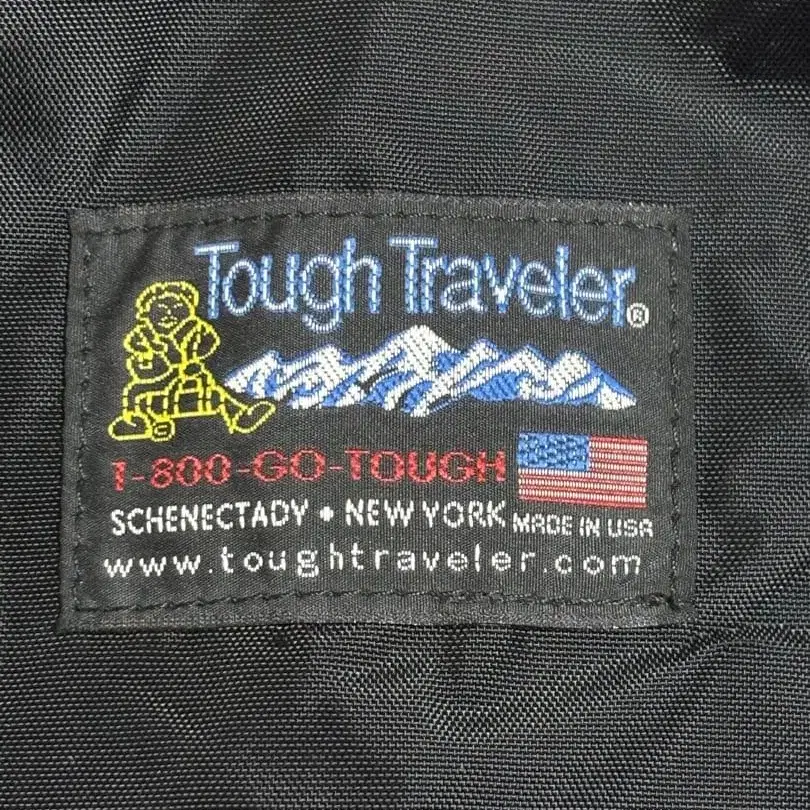 Tough Traveler®
1-800-GO-TOUGH
SCHENECTADY • NEW YORK MADE IN USA
www.toughtraveler.com